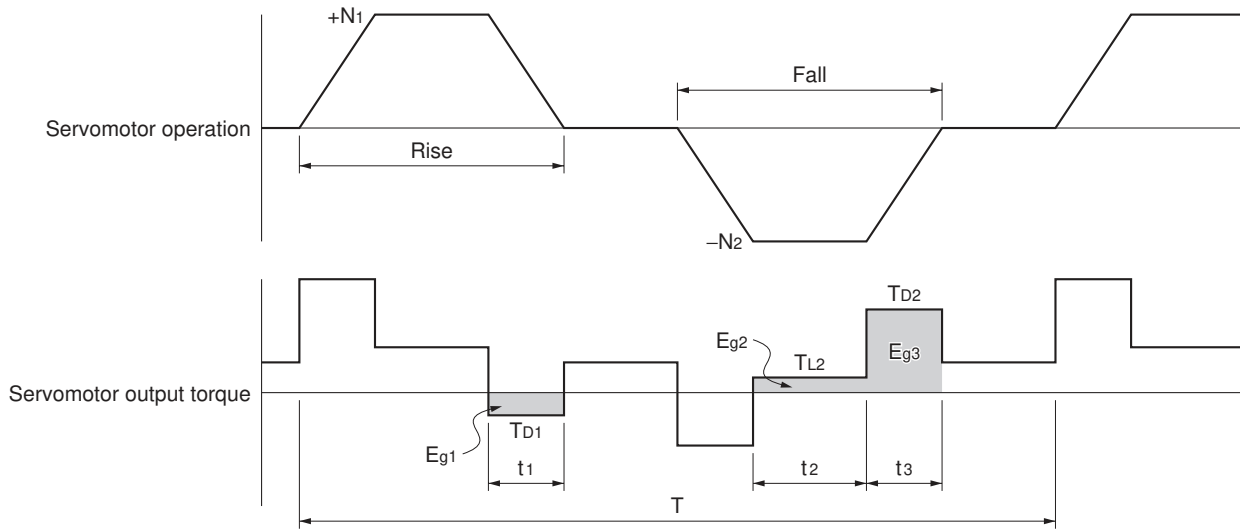 +N1
Fall
Servomotor operation
Rise
–N2
TD2
Eg2
TL2
Eg3
Servomotor output torque
TD1
Eg1
t1
t2
t3
T